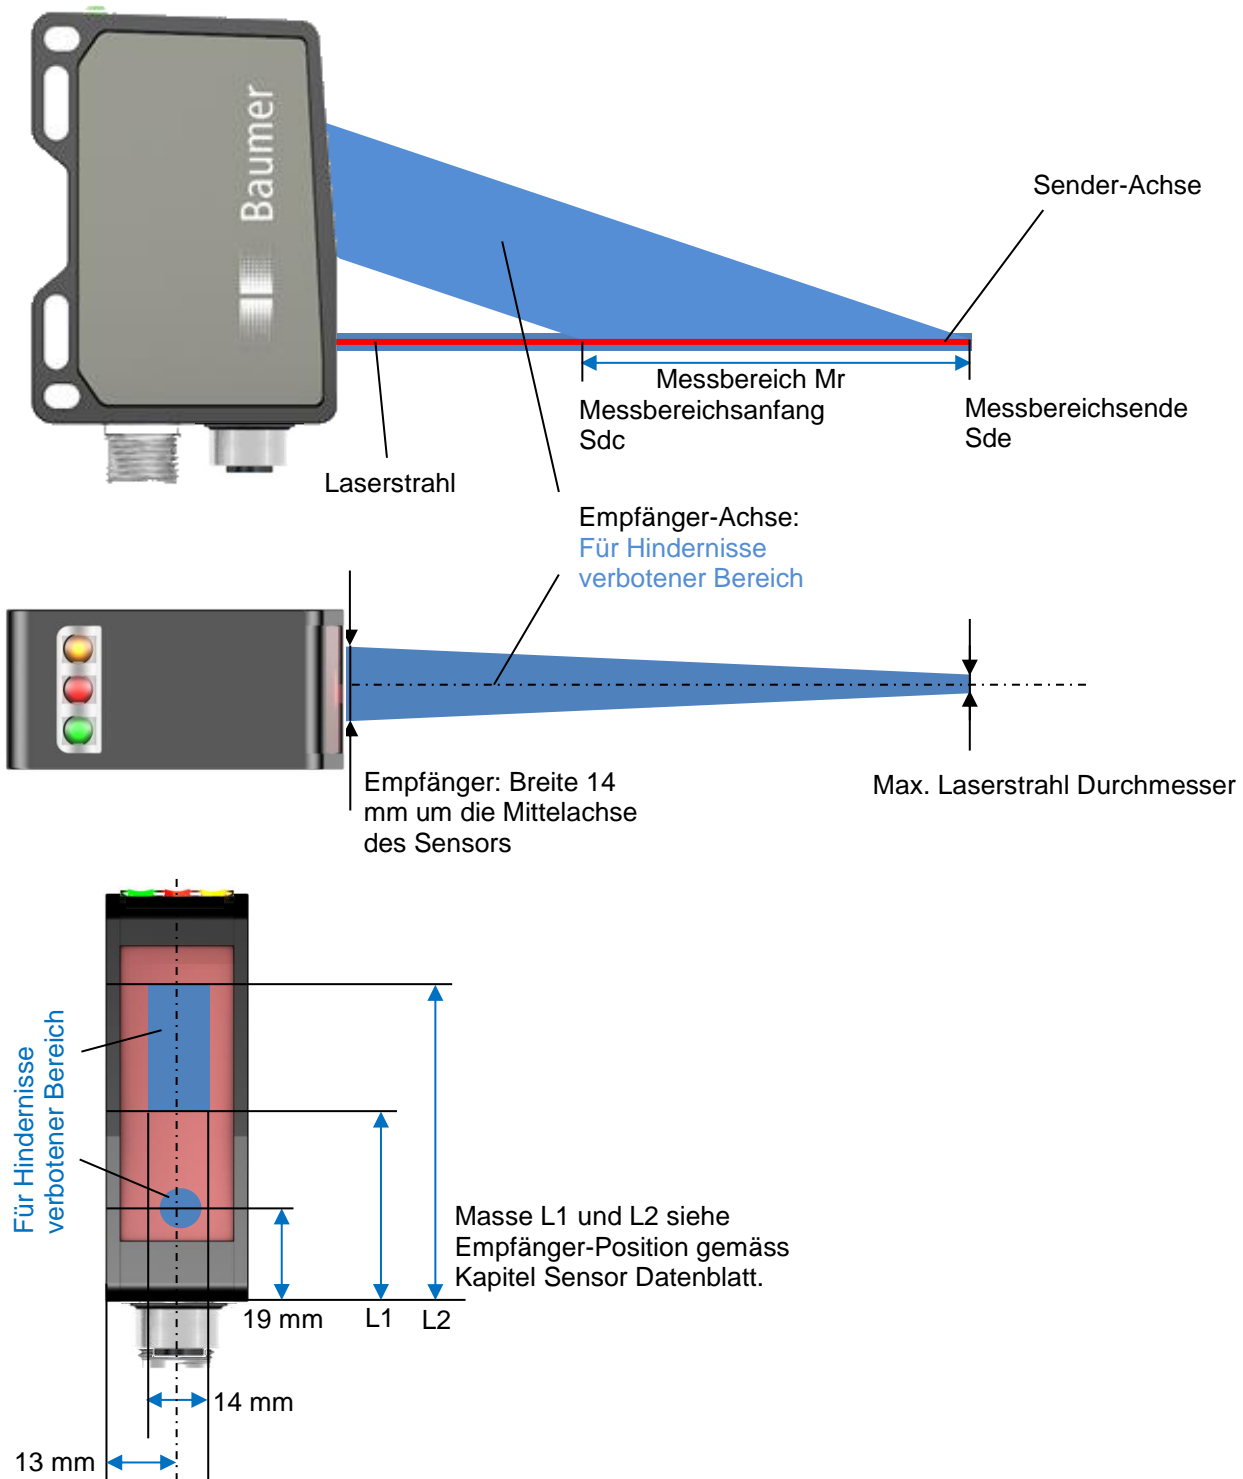 Baumer
Sender-Achse
Messbereich Mr
Messbereichsanfang
Sdc
Messbereichsende
Sde
Laserstrahl
Empfänger-Achse:
Für Hindernisse
verbotener Bereich
Empfänger: Breite 14
mm um die Mittelachse
des Sensors
Max. Laserstrahl Durchmesser
Für Hindernisse
verbotener Bereich
Masse L1 und L2 siehe
Empfänger-Position gemäss
Kapitel Sensor Datenblatt.
19 mm
L1
L2
14 mm
13 mm